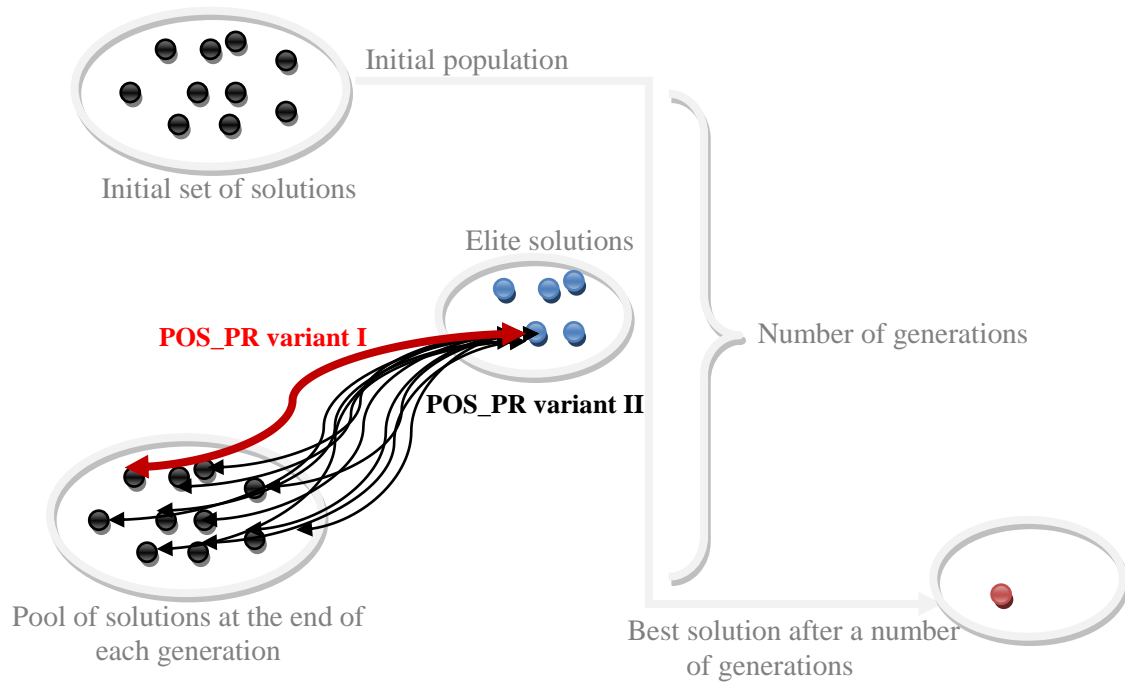 Initial population
Initial set of solutions
Elite solutions
POS_PR variant I
Number of generations
POS_PR variant II
Pool of solutions at the end of
each generation
Best solution after a number
of generations